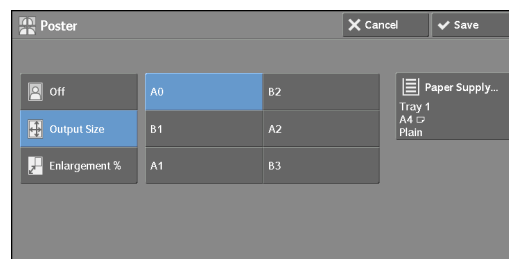 Poster
Cancel
Save
Off
Output Size
Enlargement %
A0
B2
B1
A2
A1
B3
Paper Supply...
Tray 1
A4
Plain